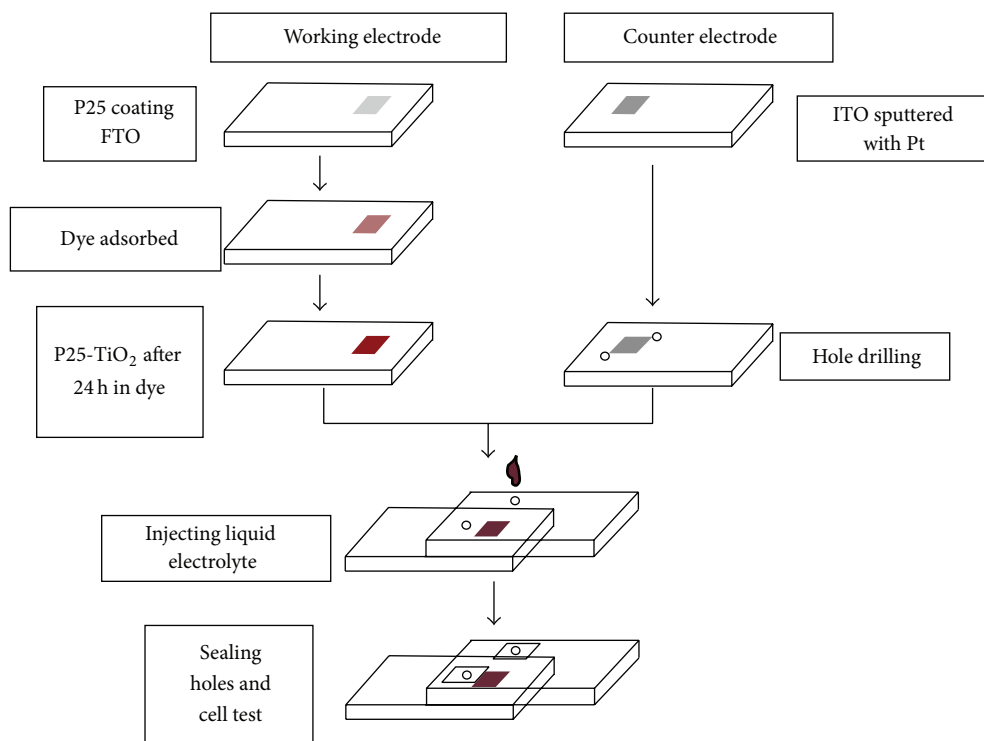 Working electrode
Counter electrode
P25 coating
FTO
ITO sputtered
with Pt
Dye adsorbed
P25-TiO₂ after
24 h in dye
Hole drilling
Injecting liquid
electrolyte
Sealing
holes and
cell test